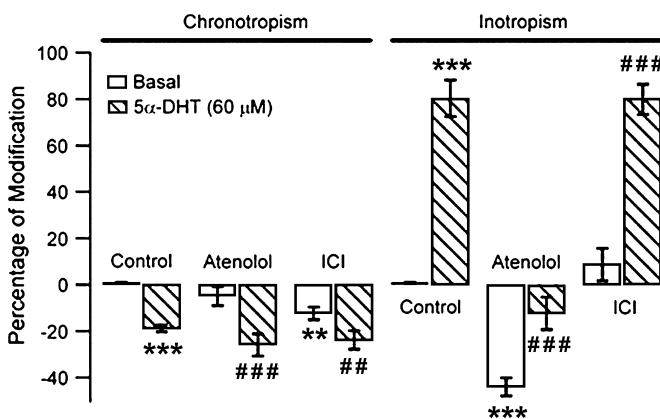 Chronotropism Inotropism
100
80
60
40
20
0
-20
-40
Percentage of Modification
Basal
5α-DHT (60 μM)
*** ###
Control Atenolol ICI Atenolol
Control ICI
*** ### ** ## ###
***